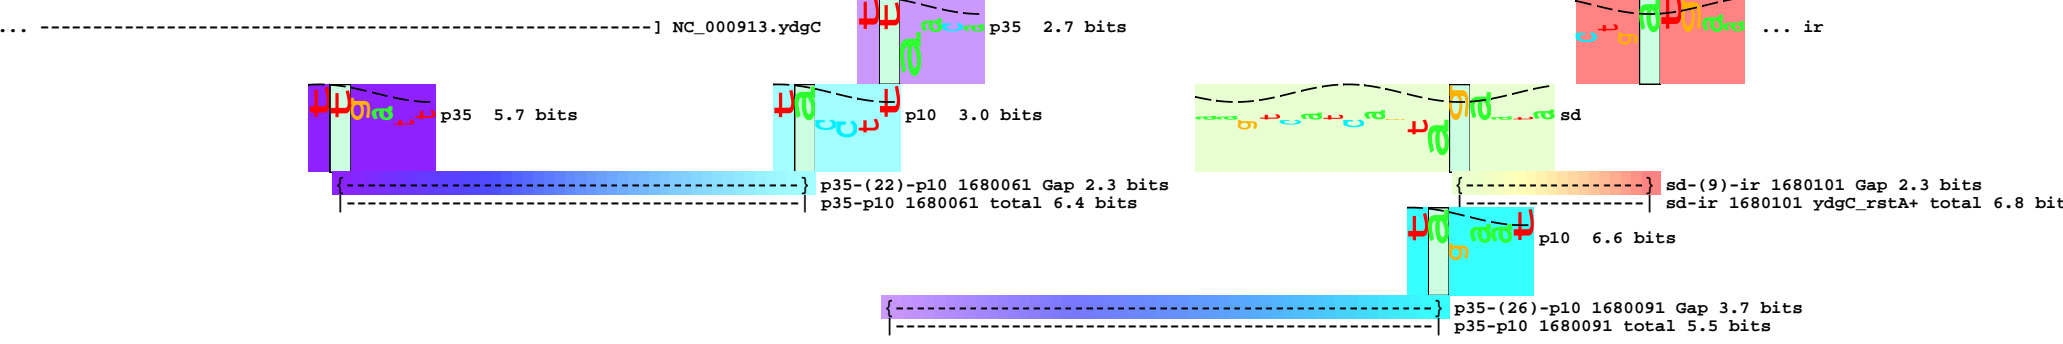 ... -----------------------------------------------------------] NC_000913.ydgC
p35 2.7 bits
... ir
p35 5.7 bits
p10 3.0 bits
sd
{--------------------------------------------} p35-(22)-p10 1680061 Gap 2.3 bits
|--------------------------------------------| p35-p10 1680061 total 6.4 bits
{-----------------} sd-(9)-ir 1680101 Gap 2.3 bits
|-----------------| sd-ir 1680101 ydgC_rstA+ total 6.8 bit
p10 6.6 bits
{----------------------------------------------------} p35-(26)-p10 1680091 Gap 3.7 bits
|----------------------------------------------------| p35-p10 1680091 total 5.5 bits